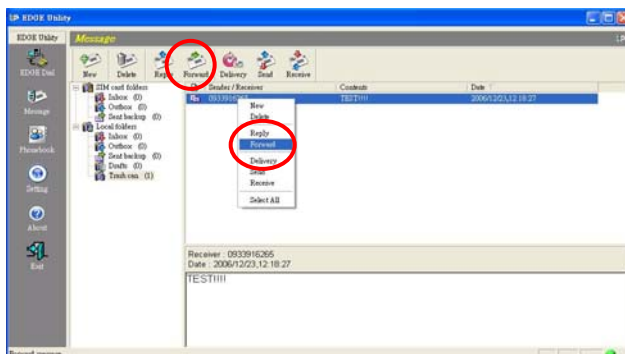 EDGE Utility
EDGE Utility Message
New Delete Reply Forward Delivery Send Receive
Sender / Receiver Contents Date
0933916265 TEST!!!! 2006/12/23,12:18:27
EDGE Dial
Message
Phonebook
Setting
About
Exit
SIM card folders
Inbox (0)
Outbox (0)
Sent backup (0)
Local folders
Inbox (0)
Outbox (0)
Sent backup (0)
Drafts (0)
Trash can (1)
New
Delete
Reply
Forward
Delivery
Send
Receive
Select All
Receiver : 0933916265
Date : 2006/12/23,12:18:27
TEST!!!!